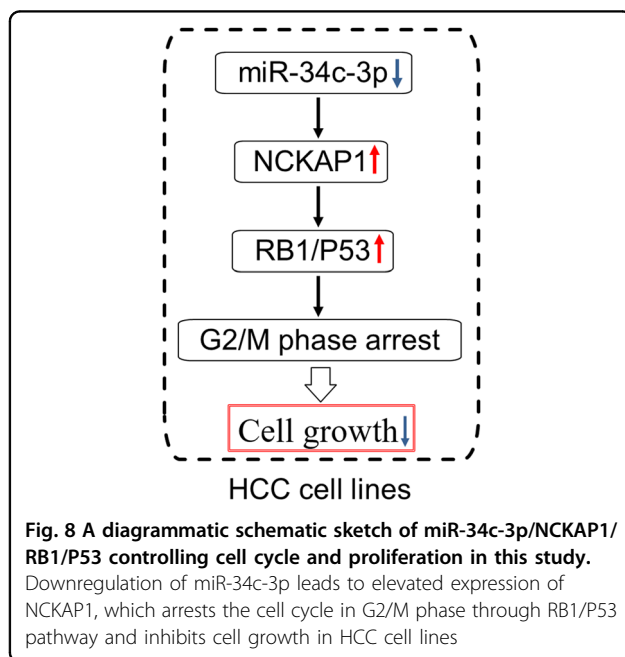 miR-34c-3p
NCKAP1
RB1/P53
G2/M phase arrest
Cell growth
HCC cell lines
Fig. 8 A diagrammatic schematic sketch of miR-34c-3p/NCKAP1/
RB1/P53 controlling cell cycle and proliferation in this study.
Downregulation of miR-34c-3p leads to elevated expression of
NCKAP1, which arrests the cell cycle in G2/M phase through RB1/P53
pathway and inhibits cell growth in HCC cell lines